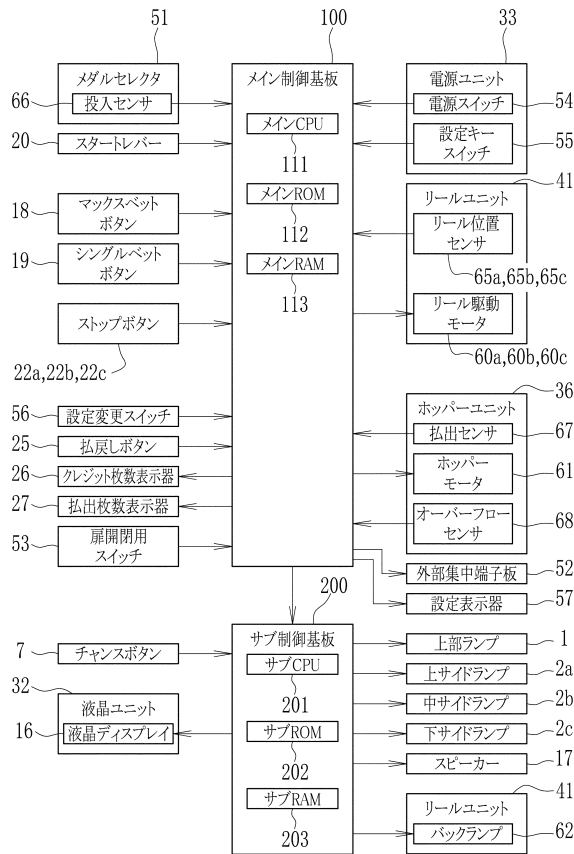 51
100
33
メダルセレクタ
66
投入センサ
20
スタートレバー
18
マックスベット
ボタン
19
シングルベット
ボタン
ストップボタン
22a,22b,22c
56
設定変更スイッチ
25
払戻しボタン
26
クレジット枚数表示器
27
払出枚数表示器
53
扉開閉用
スイッチ
メイン制御基板
メインCPU
111
メインROM
112
メインRAM
113
電源ユニット
電源スイッチ
54
設定キー
スイッチ
55
41
リールユニット
リール位置
センサ
65a,65b,65c
リール駆動
モータ
60a,60b,60c
36
ホッパーユニット
払出センサ
67
ホッパー
モータ
61
オーバーフロー
センサ
68
外部集中端子板
52
設定表示器
57
200
サブ制御基板
サブCPU
201
サブROM
202
サブRAM
203
7
チャンスボタン
32
液晶ユニット
16
液晶ディスプレイ
上部ランプ
1
上サイドランプ
2a
中サイドランプ
2b
下サイドランプ
2c
スピーカー
17
41
リールユニット
バックランプ
62